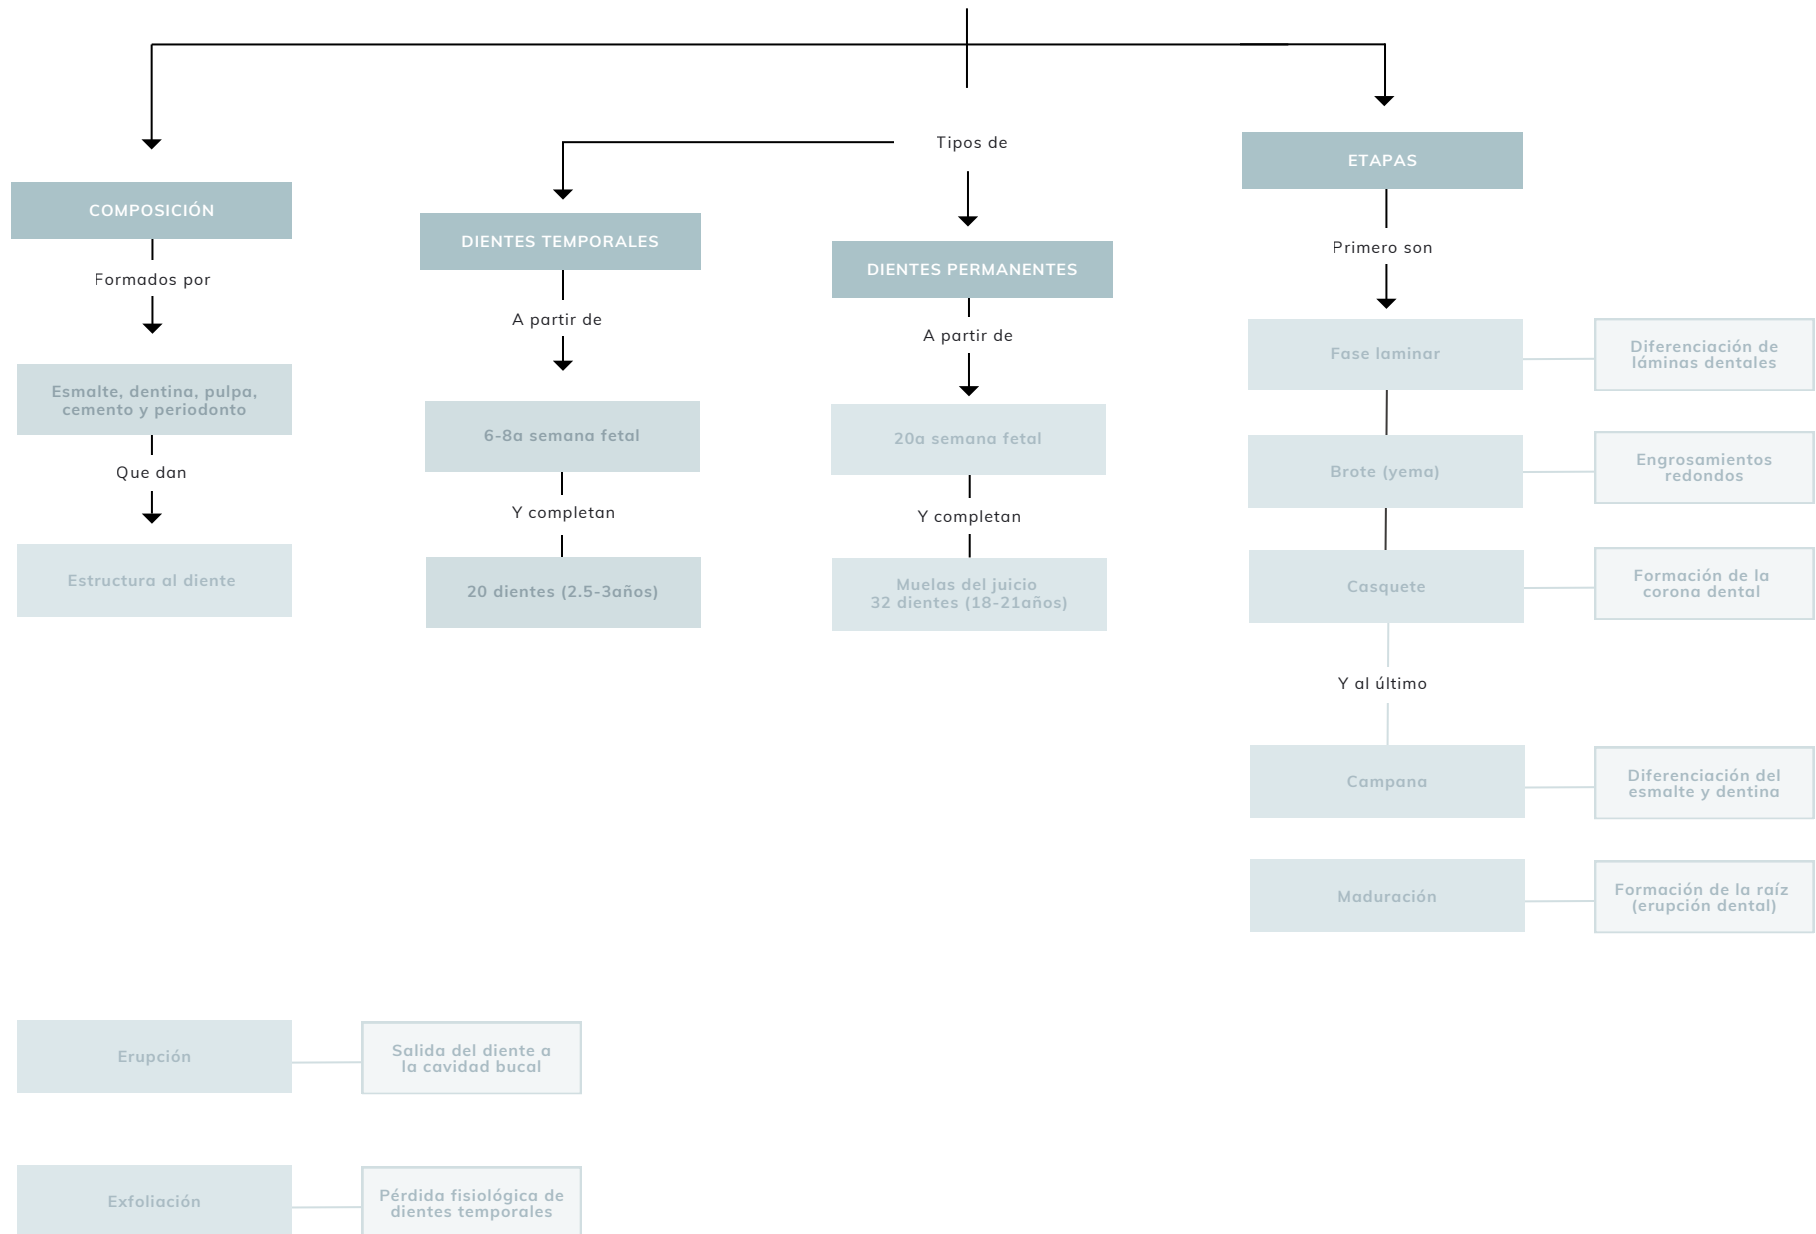 COMPOSICIÓN
Formados por
Esmalte, dentina, pulpa,
cemento y periodonto
Que dan
Estructura al diente
Tipos de
DIENTES TEMPORALES
A partir de
6-8a semana fetal
Y completan
20 dientes (2.5-3años)
DIENTES PERMANENTES
A partir de
20a semana fetal
Y completan
Muelas del juicio
32 dientes (18-21años)
ETAPAS
Primero son
Fase laminar
Diferenciación de
láminas dentales
Brote (yema)
Engrosamientos
redondos
Casquete
Formación de la
corona dental
Y al último
Campana
Diferenciación del
esmalte y dentina
Maduración
Formación de la raíz
(erupción dental)
Erupción
Salida del diente a
la cavidad bucal
Exfoliación
Pérdida fisiológica de
dientes temporales